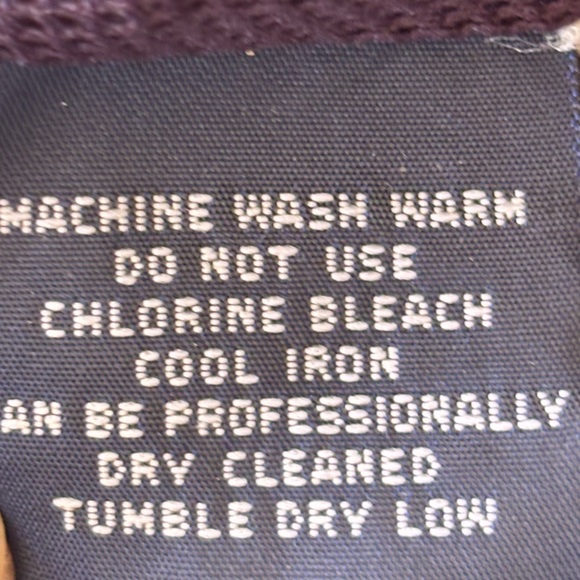 MACHINE WASH WARM
DO NOT USE
CHLORINE BLEACH
COOL IRON
AN BE PROFESSIONALLY
DRY CLEANED
TUMBLE DRY LOW